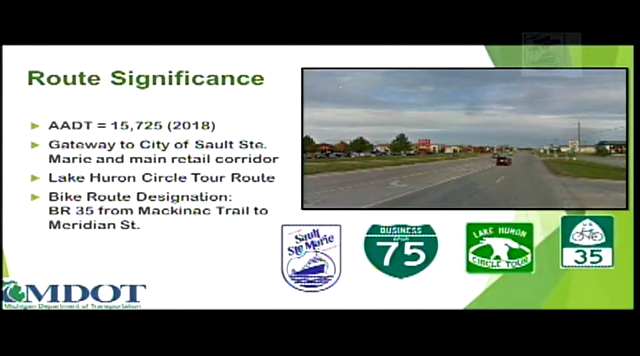 Route Significance
AADT = 15,725 (2018)
Gateway to City of Sault Ste.
Marie and main retail corridor
Lake Huron Circle Tour Route
Bike Route Designation:
BR 35 from Mackinac Trail to
Meridian St.
Sault
Ste Marie
BUSINESS
75
LAKE HURON
CIRCLE TOUR
35
MDOT
Michigan Department of Transportation